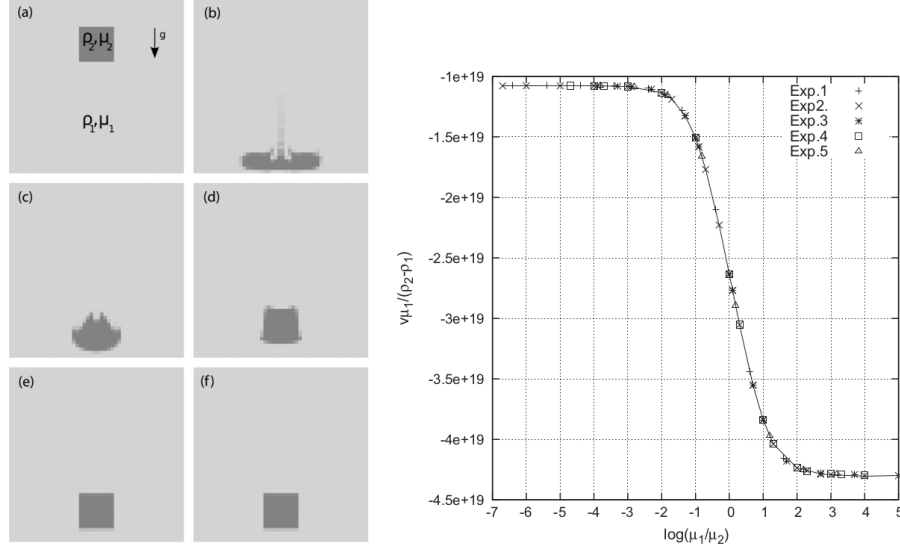 (a)
ρ₂,μ₂
g
ρ₁,μ₁
(b)
(c)
(d)
(e)
(f)
-1e+19
-1.5e+19
-2e+19
-2.5e+19
-3e+19
-3.5e+19
-4e+19
-4.5e+19
vμ₁/(ρ₂-ρ₁)
Exp.1
Exp2.
Exp.3
Exp.4
Exp.5
-7 -6 -5 -4 -3 -2 -1 0 1 2 3 4 5
log(μ₁/μ₂)